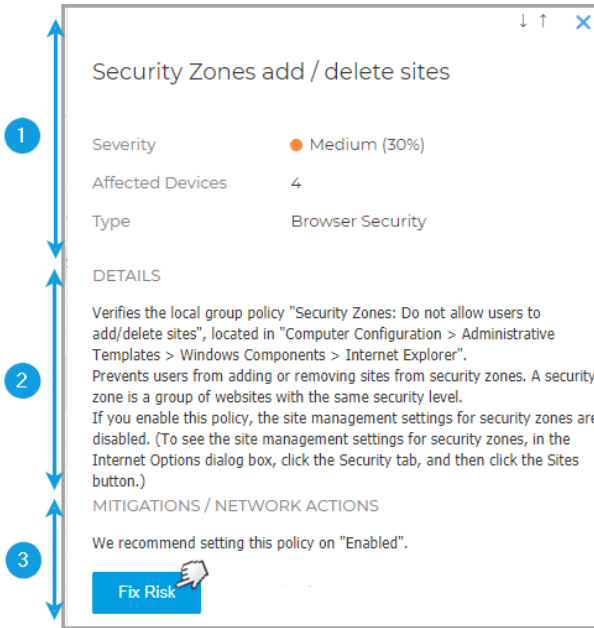 ↓ ↑ ✕
Security Zones add / delete sites
1
Severity Medium (30%)
Affected Devices 4
Type Browser Security
DETAILS
Verifies the local group policy "Security Zones: Do not allow users to
add/delete sites", located in "Computer Configuration > Administrative
Templates > Windows Components > Internet Explorer".
2
Prevents users from adding or removing sites from security zones. A security
zone is a group of websites with the same security level.
If you enable this policy, the site management settings for security zones are
disabled. (To see the site management settings for security zones, in the
Internet Options dialog box, click the Security tab, and then click the Sites
button.)
MITIGATIONS / NETWORK ACTIONS
3
We recommend setting this policy on "Enabled".
Fix Risk